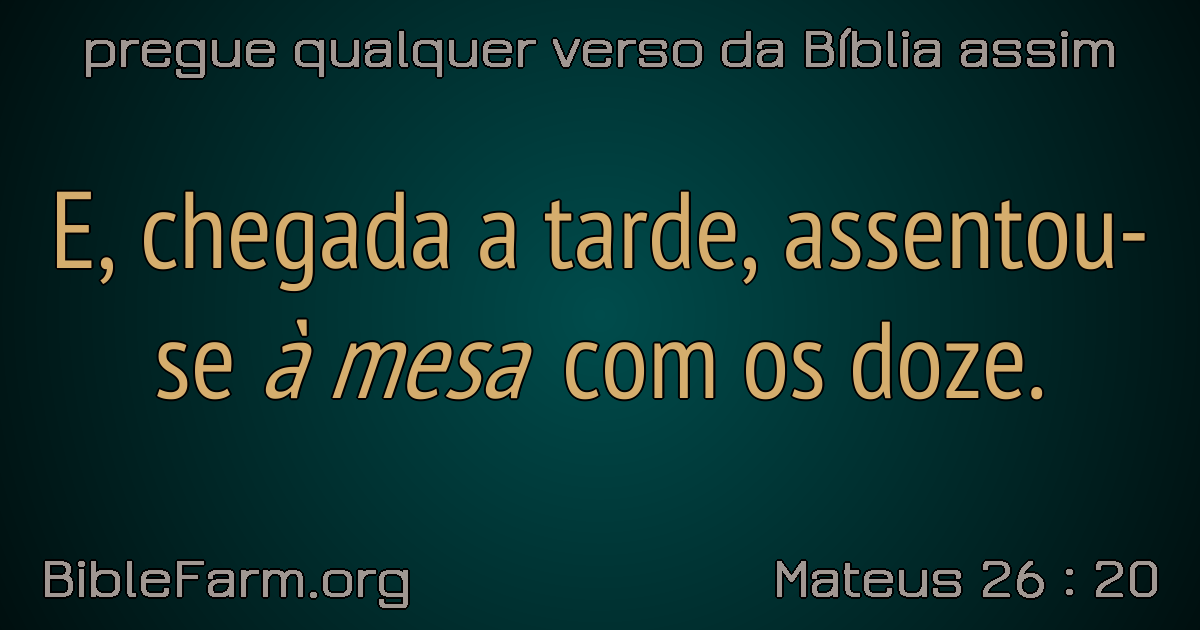 pregue qualquer verso da Bíblia assim
E, chegada a tarde, assentou-
se à mesa com os doze.
BibleFarm.org
Mateus 26 : 20